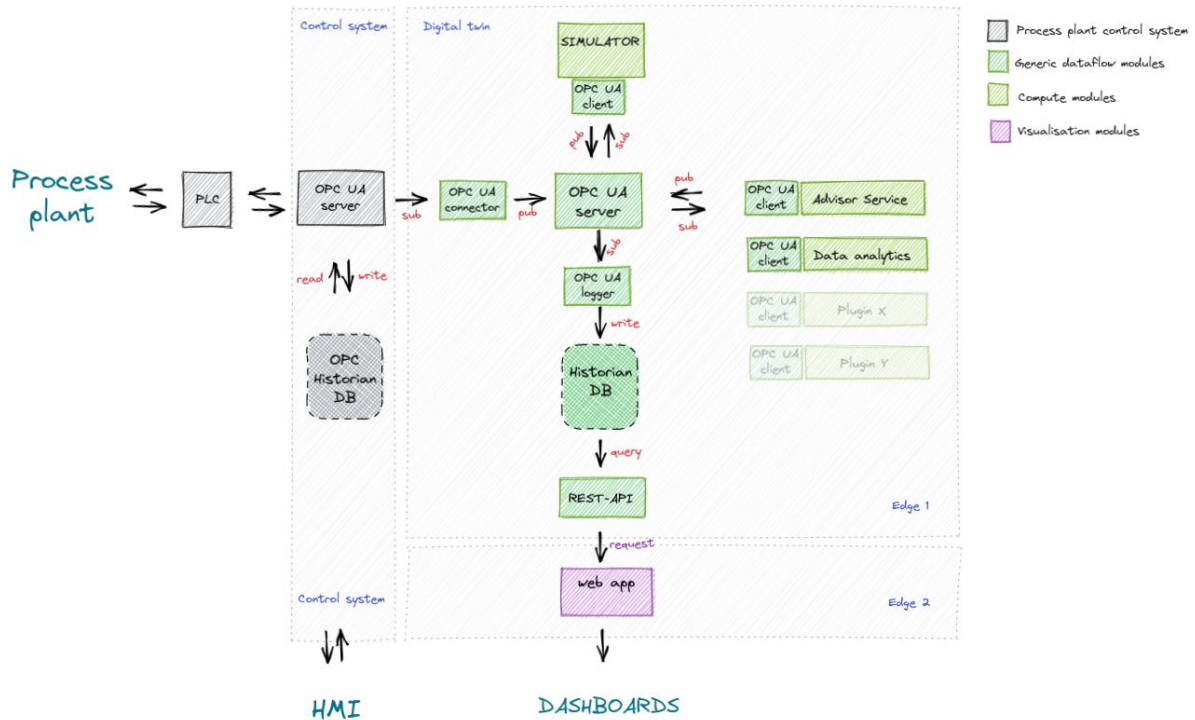 Control system
Digital twin
SIMULATOR
OPC UA
client
pub
sub
Process plant control system
Generic dataflow modules
Compute modules
Visualisation modules
Process
plant
PLC
OPC UA
server
sub
OPC UA
connector
pub
OPC UA
server
pub
sub
OPC UA
client
Advisor Service
OPC UA
client
Data analytics
OPC UA
client
Plugin X
OPC UA
client
Plugin Y
read
write
OPC
Historian
DB
sub
OPC UA
logger
write
Historian
DB
query
REST-API
Edge 1
request
web app
Edge 2
Control system
HMI
DASHBOARDS